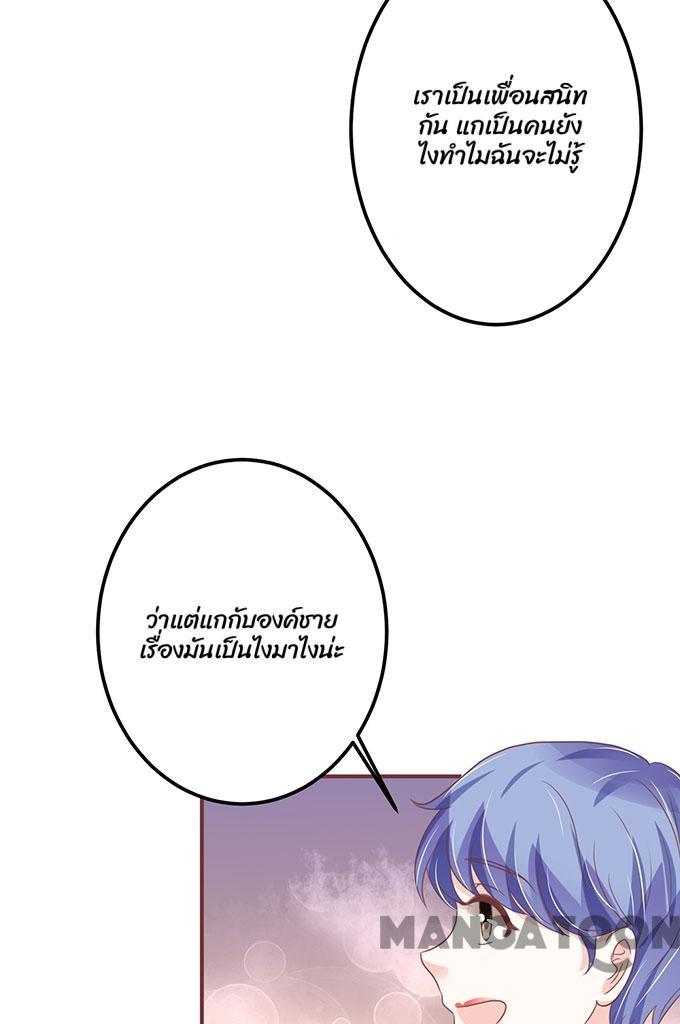 เราเป็นเพื่อนสนิท
กัน แกเป็นคนยัง
ไงทำไมฉันจะไม่รู้
ว่าแต่แกกับองค์ชาย
เรื่องมันเป็นไงมาไงน่ะ
MANGATOON